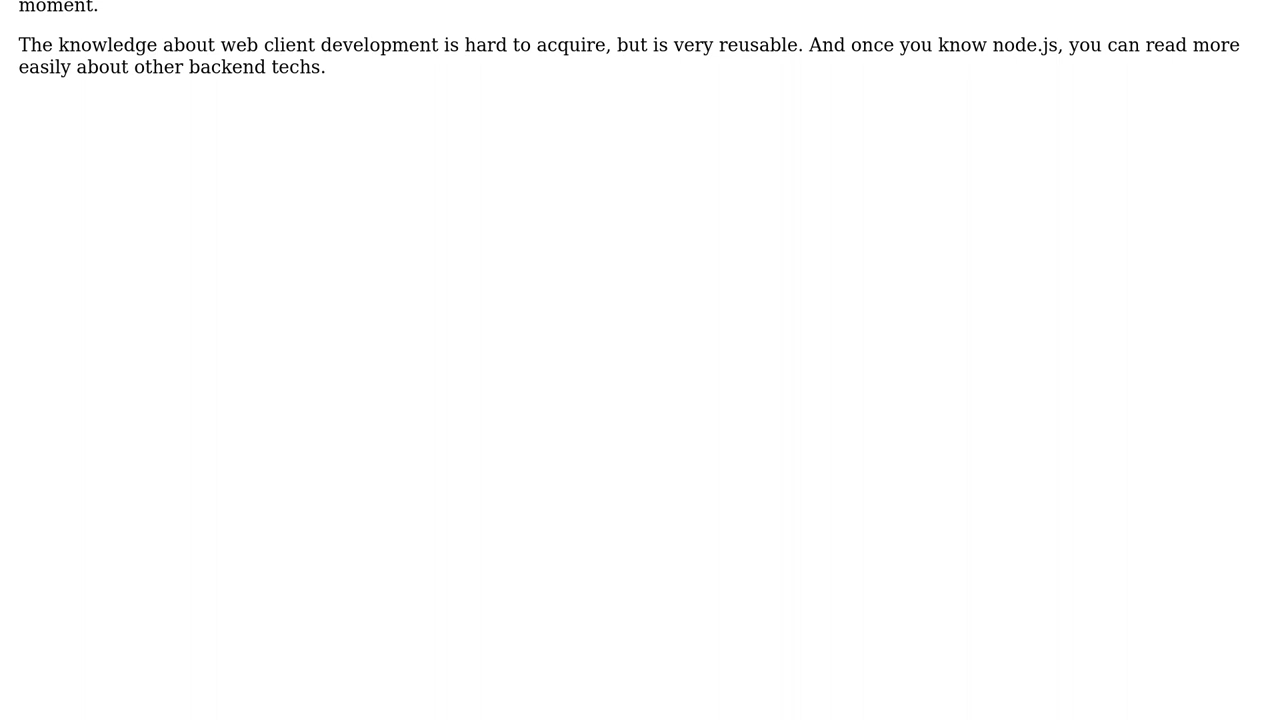 moment.
The knowledge about web client development is hard to acquire, but is very reusable. And once you know node.js, you can read more
easily about other backend techs.